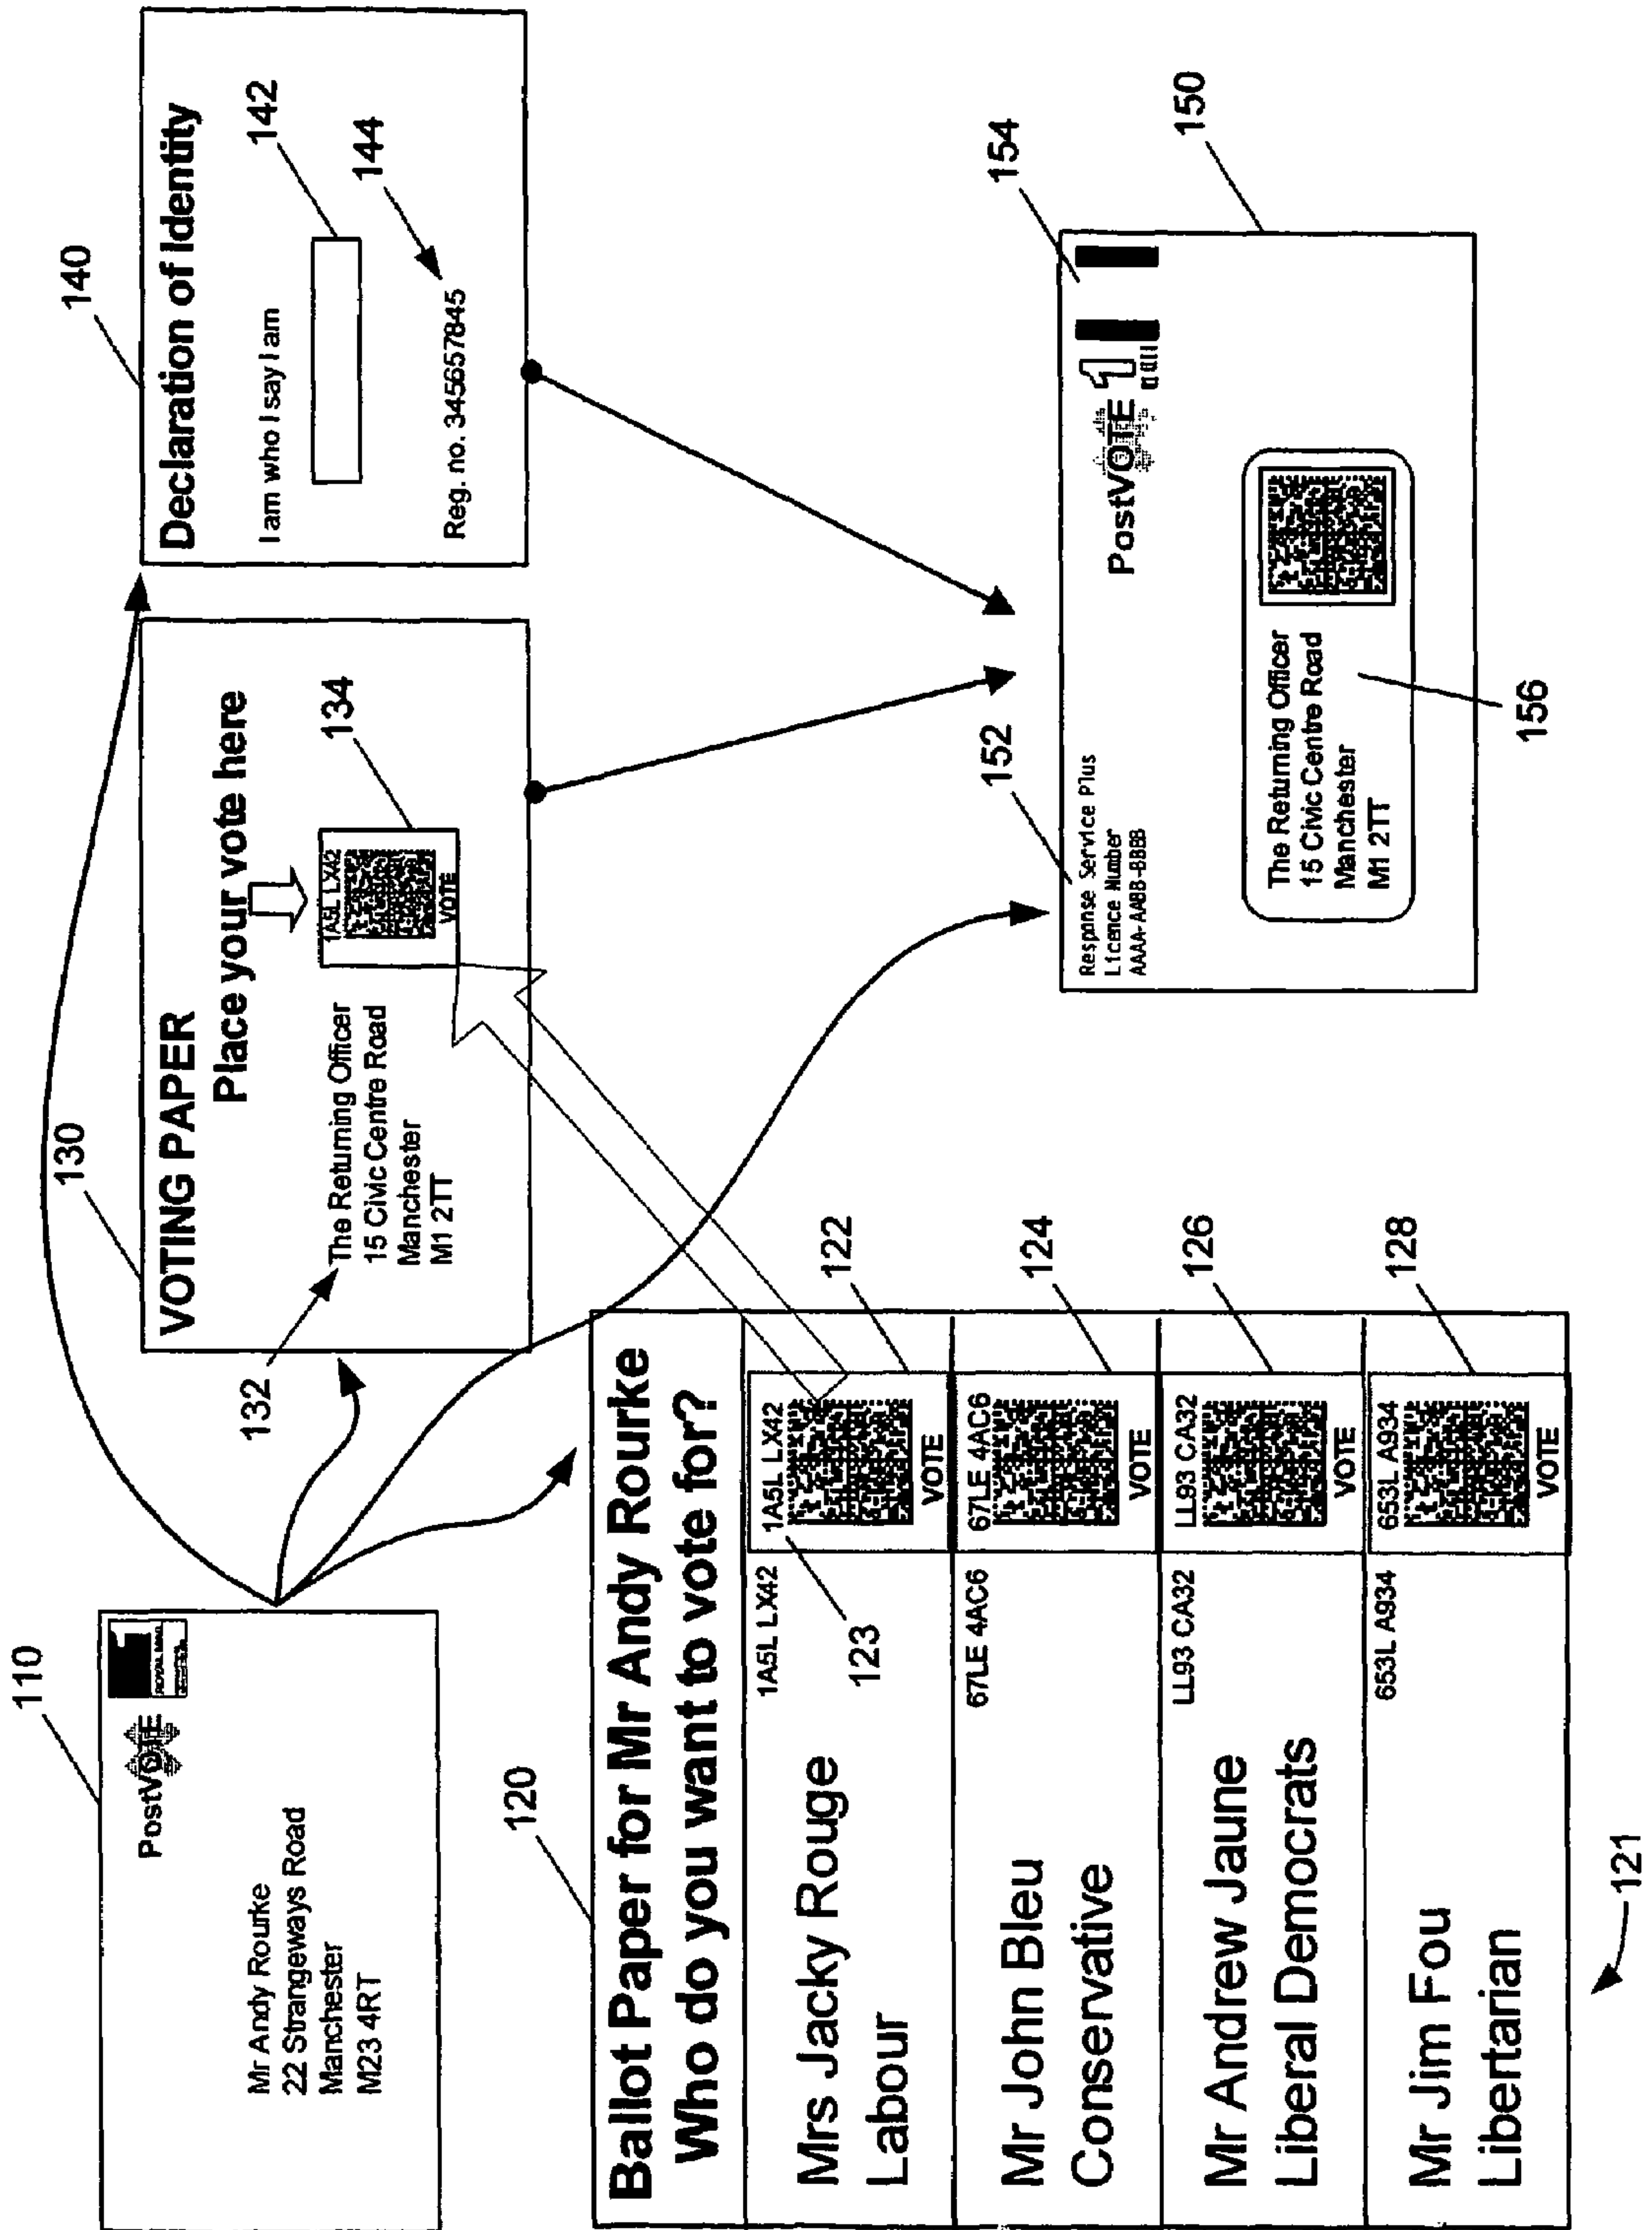 110
PostVOTE
1
ROYAL MAIL
Mr Andy Rourke
22 Strangeways Road
Manchester
M23 4RT
120
Ballot Paper for Mr Andy Rourke
Who do you want to vote for?
Mrs Jacky Rouge
Labour
1A5L LX42
1A5L LX42
VOTE
123
122
Mr John Bleu
Conservative
67LE 4AC6
67LE 4AC6
VOTE
124
Mr Andrew Jaune
Liberal Democrats
LL93 CA32
LL93 CA32
VOTE
126
Mr Jim Fou
Libertarian
653L A934
653L A934
VOTE
128
121
130
VOTING PAPER
Place your vote here
132
The Returning Officer
15 Civic Centre Road
Manchester
M1 2TT
1A5L LX42
VOTE
134
140
Declaration of Identity
I am who I say I am
142
Reg. no. 345657845
144
152
Response Service Plus
Licence Number
AAAA-AABB-BBBB
PostVOTE 1
154
150
The Returning Officer
15 Civic Centre Road
Manchester
M1 2TT
156